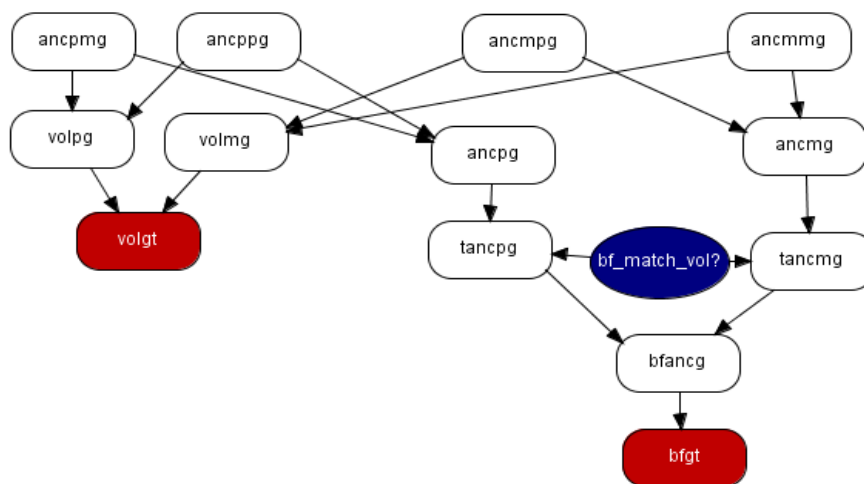 ancpmg
ancppg
ancmpg
ancmmg
volpg
volmg
ancpg
ancmg
volgt
tancpg
bf_match_vol?
tancmg
bfancg
bfgt